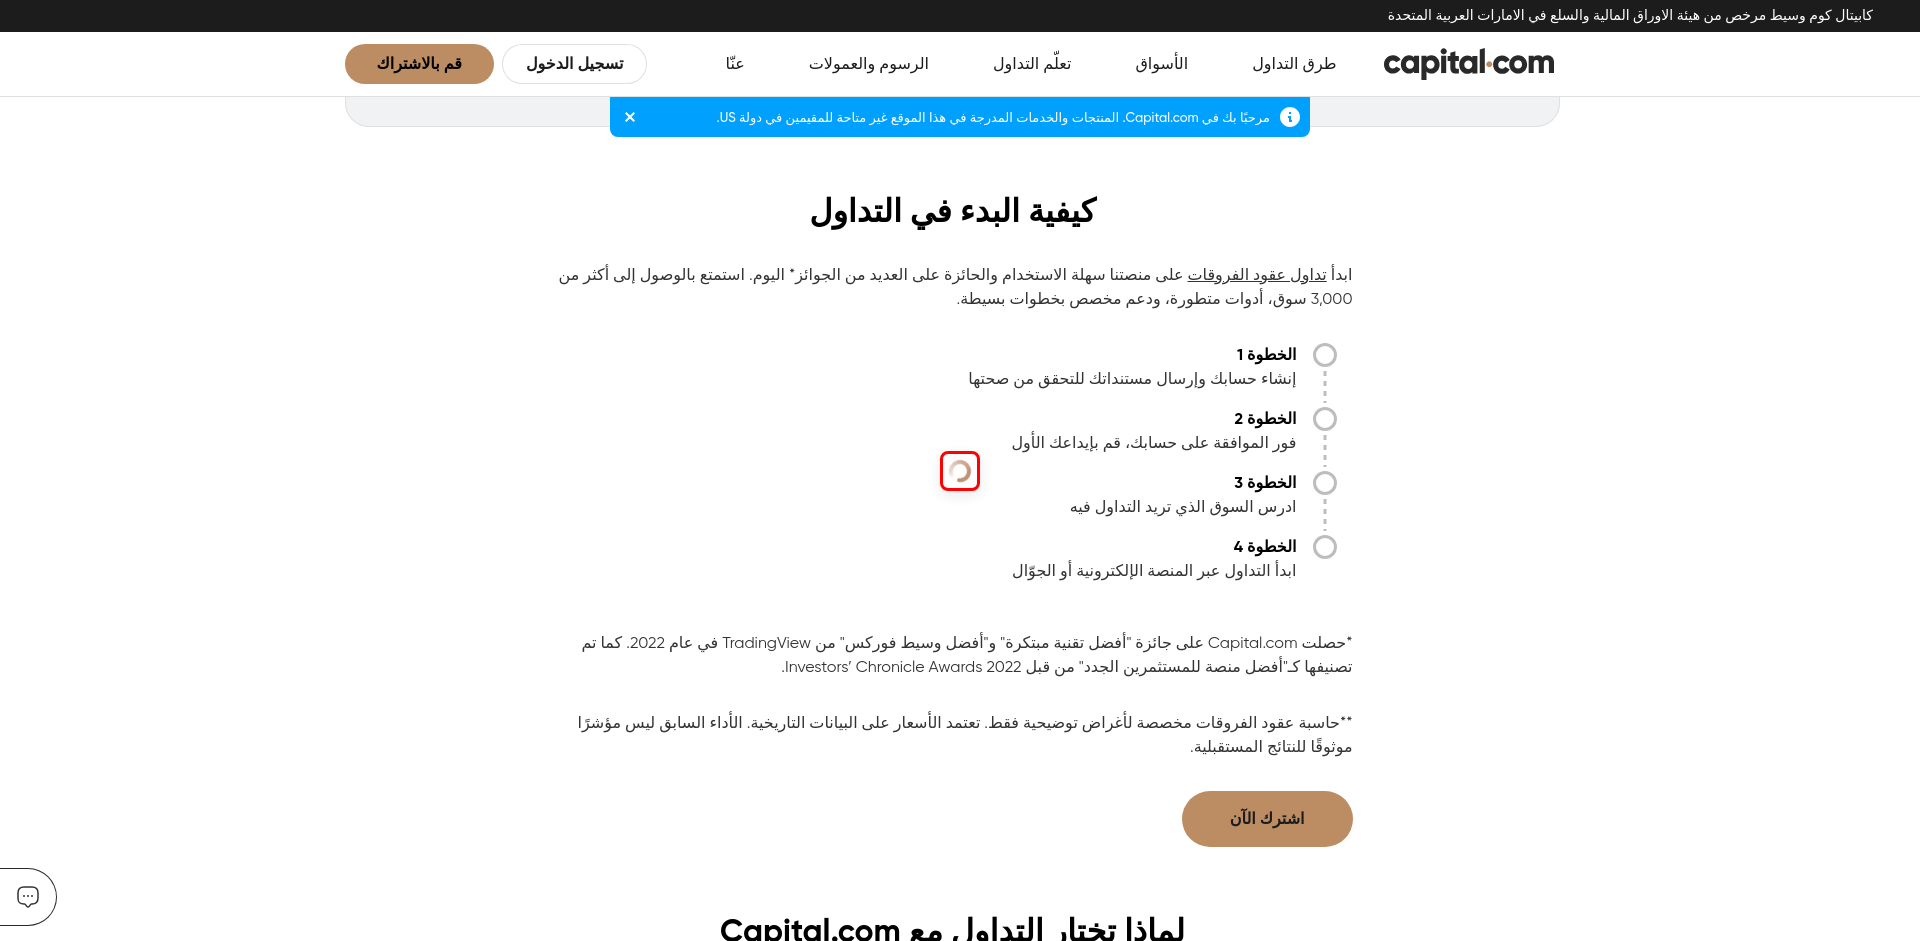 كابيتال كوم وسيط مرخص من هيئة الاوراق المالية والسلع في الامارات العربية المتحدة
capital.com
طرق التداول
الأسواق
تعلّم التداول
الرسوم والعمولات
عنّا
تسجيل الدخول
قم بالاشتراك
مرحبًا بك في Capital.com. المنتجات والخدمات المدرجة في هذا الموقع غير متاحة للمقيمين في دولة US.
كيفية البدء في التداول
ابدأ تداول عقود الفروقات على منصتنا سهلة الاستخدام والحائزة على العديد من الجوائز* اليوم. استمتع بالوصول إلى أكثر من
3,000 سوق، أدوات متطورة، ودعم مخصص بخطوات بسيطة.
الخطوة 1
إنشاء حسابك وإرسال مستنداتك للتحقق من صحتها
الخطوة 2
فور الموافقة على حسابك، قم بإيداعك الأول
الخطوة 3
ادرس السوق الذي تريد التداول فيه
الخطوة 4
ابدأ التداول عبر المنصة الإلكترونية أو الجوّال
*حصلت Capital.com على جائزة "أفضل تقنية مبتكرة" و"أفضل وسيط فوركس" من TradingView في عام 2022. كما تم
تصنيفها كـ"أفضل منصة للمستثمرين الجدد" من قبل Investors’ Chronicle Awards 2022.
**حاسبة عقود الفروقات مخصصة لأغراض توضيحية فقط. تعتمد الأسعار على البيانات التاريخية. الأداء السابق ليس مؤشرًا
موثوقًا للنتائج المستقبلية.
اشترك الآن
لماذا تختار التداول مع Capital.com